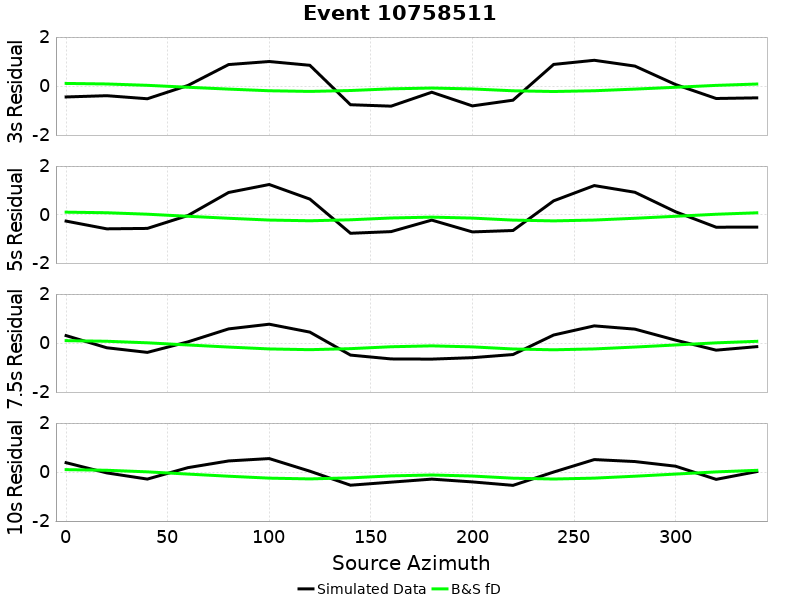 Event 10758511
3s Residual
2
0
-2
5s Residual
2
0
-2
7.5s Residual
2
0
-2
10s Residual
2
0
-2
0 50 100 150 200 250 300
Source Azimuth
Simulated Data B&S fD